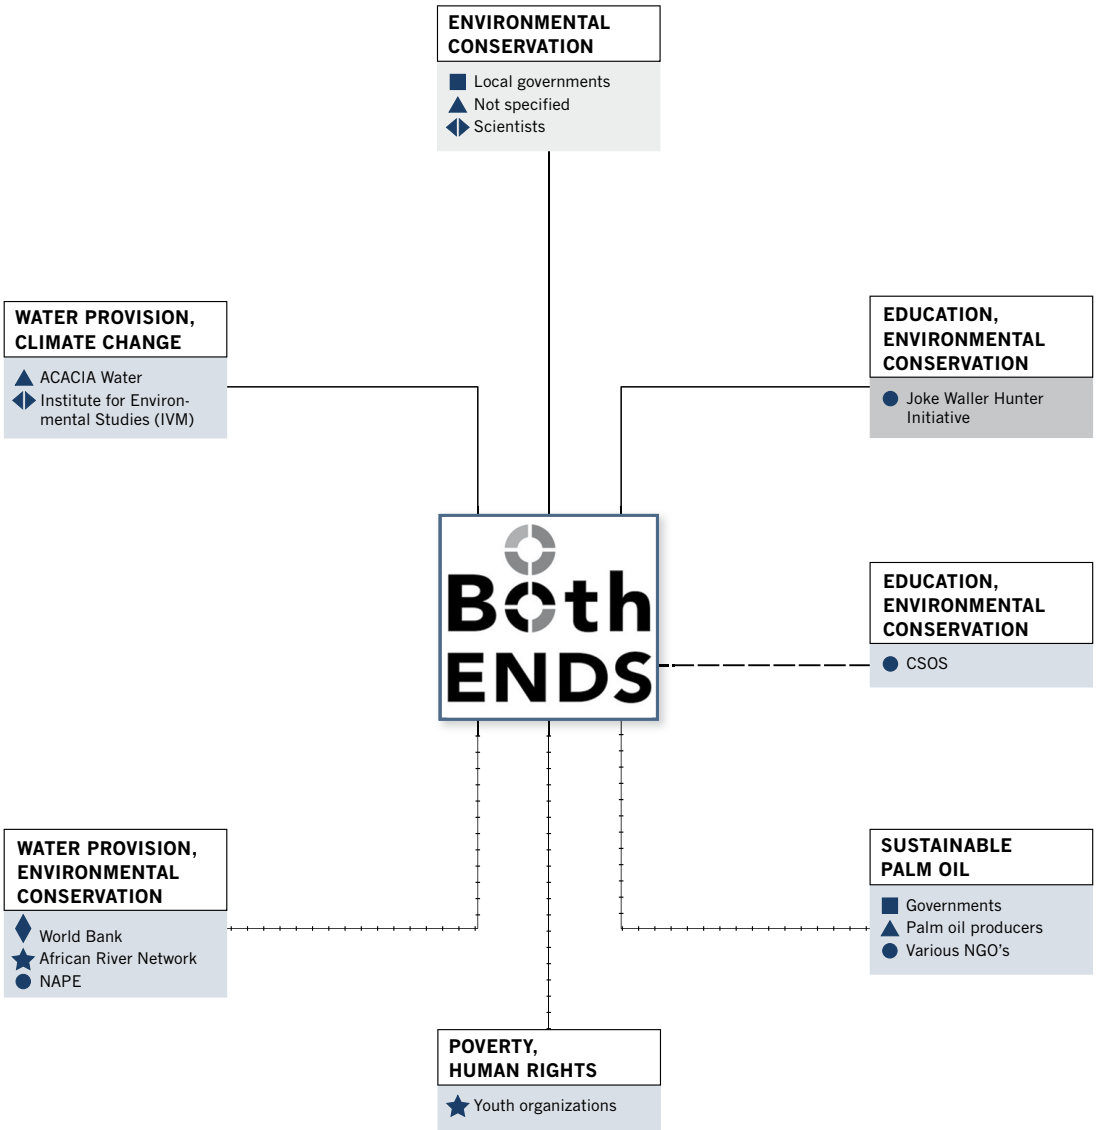 ENVIRONMENTAL
CONSERVATION
Local governments
Not specified
Scientists
WATER PROVISION,
CLIMATE CHANGE
ACACIA Water
Institute for Environ-
mental Studies (IVM)
EDUCATION,
ENVIRONMENTAL
CONSERVATION
Joke Waller Hunter
Initiative
Both
ENDS
EDUCATION,
ENVIRONMENTAL
CONSERVATION
CSOS
WATER PROVISION,
ENVIRONMENTAL
CONSERVATION
World Bank
African River Network
NAPE
SUSTAINABLE
PALM OIL
Governments
Palm oil producers
Various NGO's
POVERTY,
HUMAN RIGHTS
Youth organizations